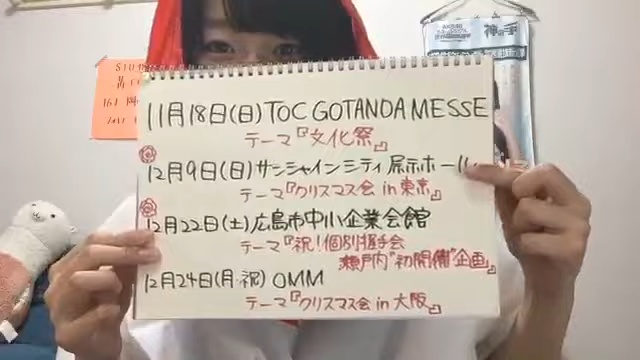 11月18日(日)TOC GOTANDA MESSE
テーマ『文化祭』
12月9日(日)サンシャインシティ展示ホール
テーマ『クリスマス会 in 東京』
12月22日(土)広島市中小企業会館
テーマ『祝!個別握手会
瀬戸内"初開催"企画』
12月24日(月・祝) OMM
テーマ『クリスマス会 in 大阪』
神の手